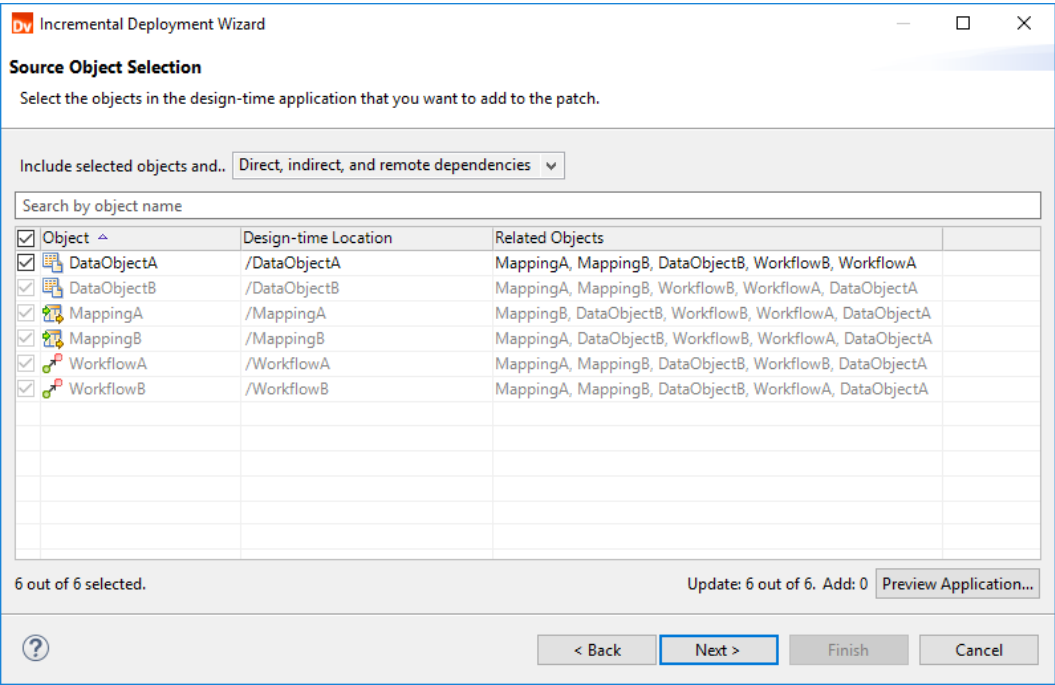 Dv Incremental Deployment Wizard
Source Object Selection
Select the objects in the design-time application that you want to add to the patch.
Include selected objects and.. Direct, indirect, and remote dependencies
Search by object name
Object Design-time Location Related Objects
DataObjectA /DataObjectA MappingA, MappingB, DataObjectB, WorkflowB, WorkflowA
DataObjectB /DataObjectB MappingA, MappingB, WorkflowB, WorkflowA, DataObjectA
MappingA /MappingA MappingB, DataObjectB, WorkflowB, WorkflowA, DataObjectA
MappingB /MappingB MappingA, DataObjectB, WorkflowB, WorkflowA, DataObjectA
WorkflowA /WorkflowA MappingA, MappingB, DataObjectB, WorkflowB, DataObjectA
WorkflowB /WorkflowB MappingA, MappingB, DataObjectB, WorkflowA, DataObjectA
6 out of 6 selected. Update: 6 out of 6. Add: 0 Preview Application...
? < Back Next > Finish Cancel